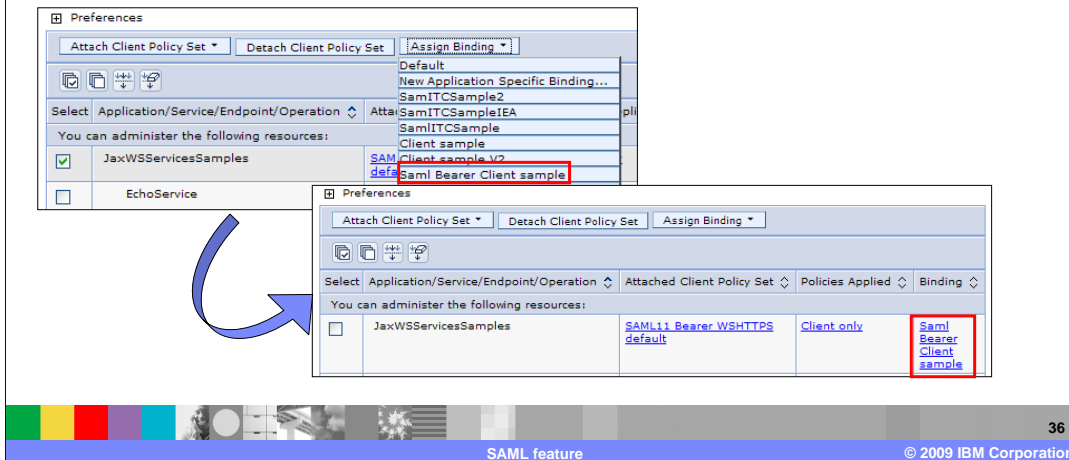 Preferences
Attach Client Policy Set Detach Client Policy Set Assign Binding
Default
New Application Specific Binding...
SamITCSample2
SamITCSampleIEA
SamlITCSample
Client sample
Client sample V2
Saml Bearer Client sample
Select Application/Service/Endpoint/Operation
You can administer the following resources:
JaxWSServicesSamples
EchoService
Preferences
Attach Client Policy Set Detach Client Policy Set Assign Binding
Select Application/Service/Endpoint/Operation Attached Client Policy Set Policies Applied Binding
You can administer the following resources:
JaxWSServicesSamples SAML11 Bearer WSHTTPS default Client only Saml Bearer Client sample
36
SAML feature © 2009 IBM Corporation